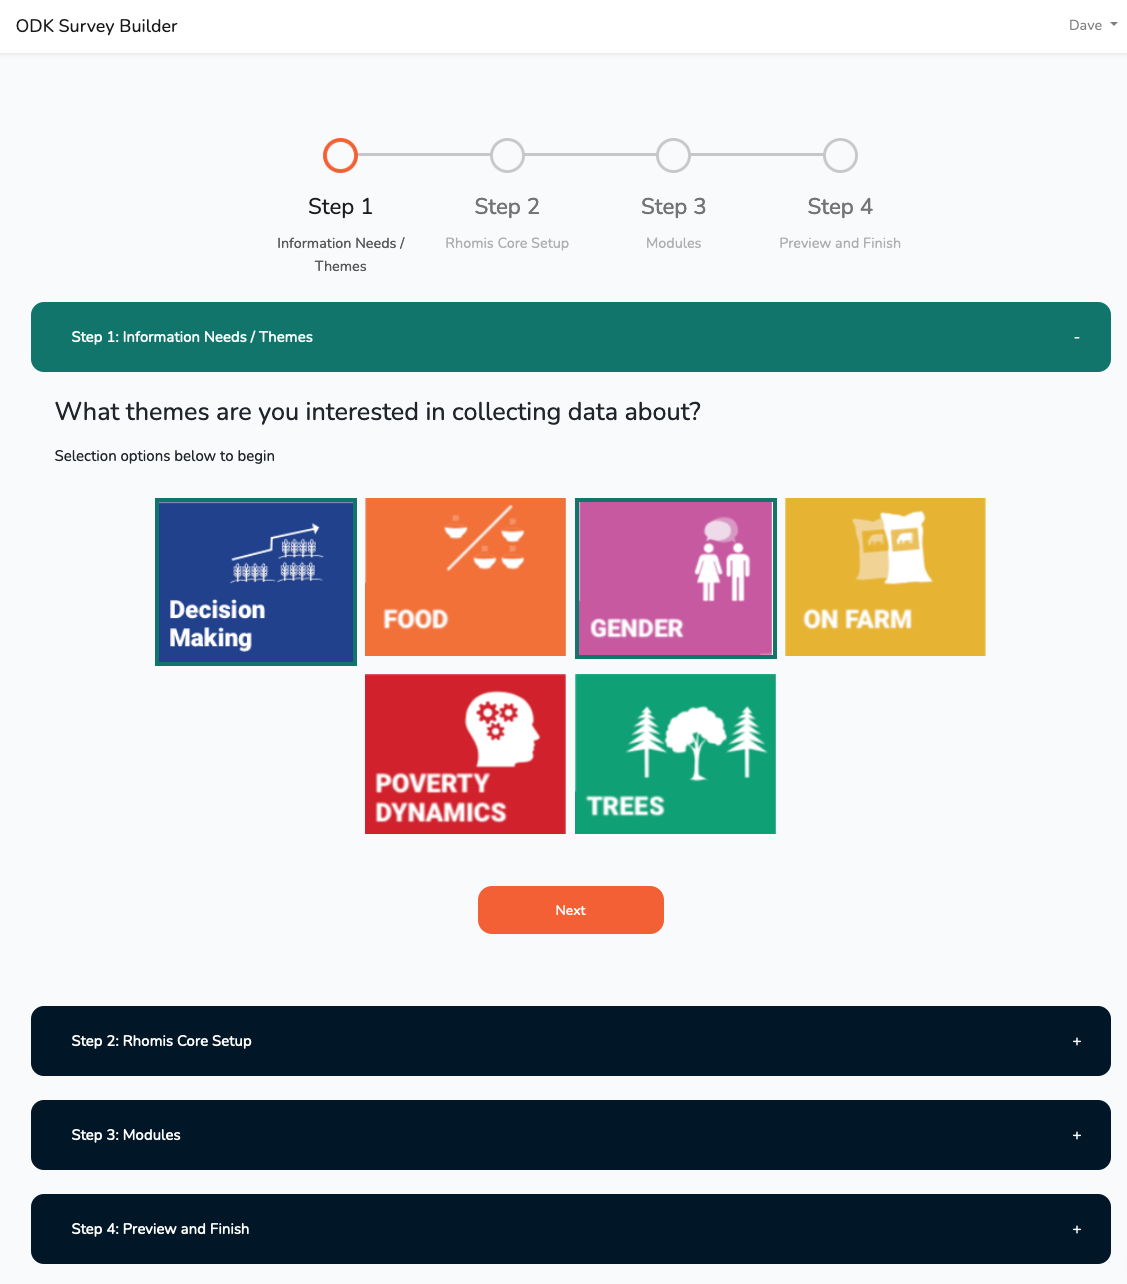 ODK Survey Builder
Dave
Step 1
Step 2
Step 3
Step 4
Information Needs /
Themes
Rhomis Core Setup
Modules
Preview and Finish
Step 1: Information Needs / Themes
-
What themes are you interested in collecting data about?
Selection options below to begin
Decision
Making
FOOD
GENDER
ON FARM
POVERTY
DYNAMICS
TREES
Next
Step 2: Rhomis Core Setup
+
Step 3: Modules
+
Step 4: Preview and Finish
+